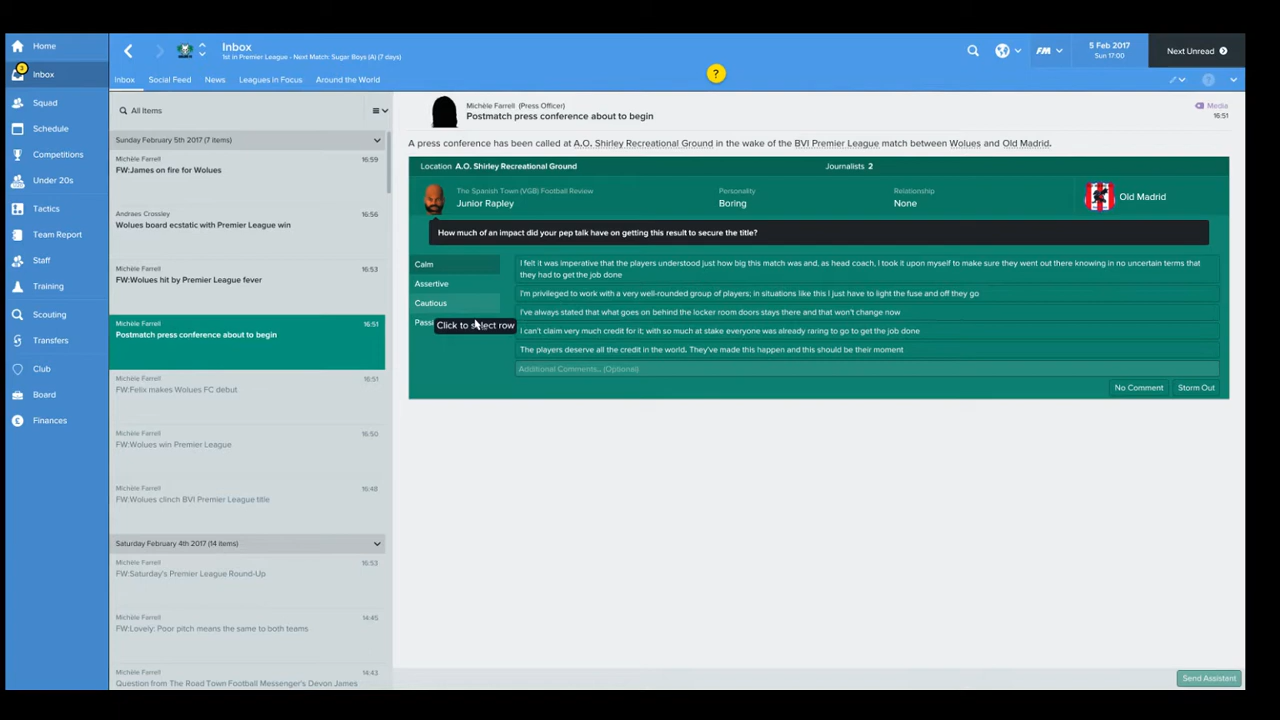 Home
Inbox
3
Squad
Schedule
Competitions
Under 20s
Tactics
Team Report
Staff
Training
Scouting
Transfers
Club
Board
Finances
Inbox
1st in Premier League - Next Match: Sugar Boys (A) (7 days)
FM
5 Feb 2017
Sun 17:00
Next Unread
Inbox
Social Feed
News
Leagues in Focus
Around the World
?
?
All Items
Sunday February 5th 2017 (7 items)
Michèle Farrell
16:59
FW:James on fire for Wolues
Andraes Crossley
16:56
Wolues board ecstatic with Premier League win
Michèle Farrell
16:53
FW:Wolues hit by Premier League fever
Michèle Farrell
16:51
Postmatch press conference about to begin
Michèle Farrell
16:51
FW:Felix makes Wolues FC debut
Michèle Farrell
16:50
FW:Wolues win Premier League
Michèle Farrell
16:48
FW:Wolues clinch BVI Premier League title
Saturday February 4th 2017 (14 items)
Michèle Farrell
16:53
FW:Saturday's Premier League Round-Up
Michèle Farrell
14:45
FW:Lovely: Poor pitch means the same to both teams
Michèle Farrell
14:43
Question from The Road Town Football Messenger's Devon James
Michèle Farrell (Press Officer)
Postmatch press conference about to begin
Media
16:51
A press conference has been called at A.O. Shirley Recreational Ground in the wake of the BVI Premier League match between Wolues and Old Madrid.
Location A.O. Shirley Recreational Ground
Journalists 2
The Spanish Town (VGB) Football Review
Junior Rapley
Personality
Boring
Relationship
None
Old Madrid
How much of an impact did your pep talk have on getting this result to secure the title?
Calm
Assertive
Cautious
Passi
Click to select row
I felt it was imperative that the players understood just how big this match was and, as head coach, I took it upon myself to make sure they went out there knowing in no uncertain terms that
they had to get the job done
I'm privileged to work with a very well-rounded group of players; in situations like this I just have to light the fuse and off they go
I've always stated that what goes on behind the locker room doors stays there and that won't change now
I can't claim very much credit for it; with so much at stake everyone was already raring to go to get the job done
The players deserve all the credit in the world. They've made this happen and this should be their moment
Additional Comments... (Optional)
No Comment
Storm Out
Send Assistant